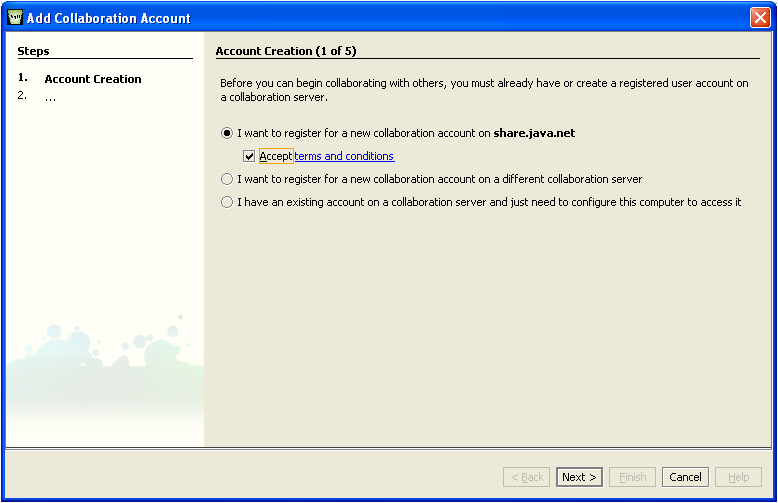 Add Collaboration Account
Steps
1. Account Creation
2. ...
Account Creation (1 of 5)
Before you can begin collaborating with others, you must already have or create a registered user account on
a collaboration server.
I want to register for a new collaboration account on share.java.net
Accept terms and conditions
I want to register for a new collaboration account on a different collaboration server
I have an existing account on a collaboration server and just need to configure this computer to access it
< Back Next > Finish Cancel Help